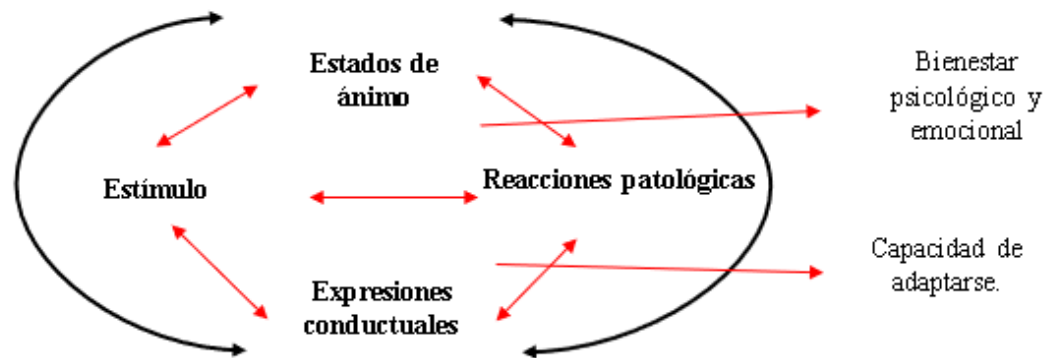 Estados de
ánimo
Bienestar
psicológico y
emocional
Estímulo
Reacciones patológicas
Capacidad de
adaptarse.
Expresiones
conductuales